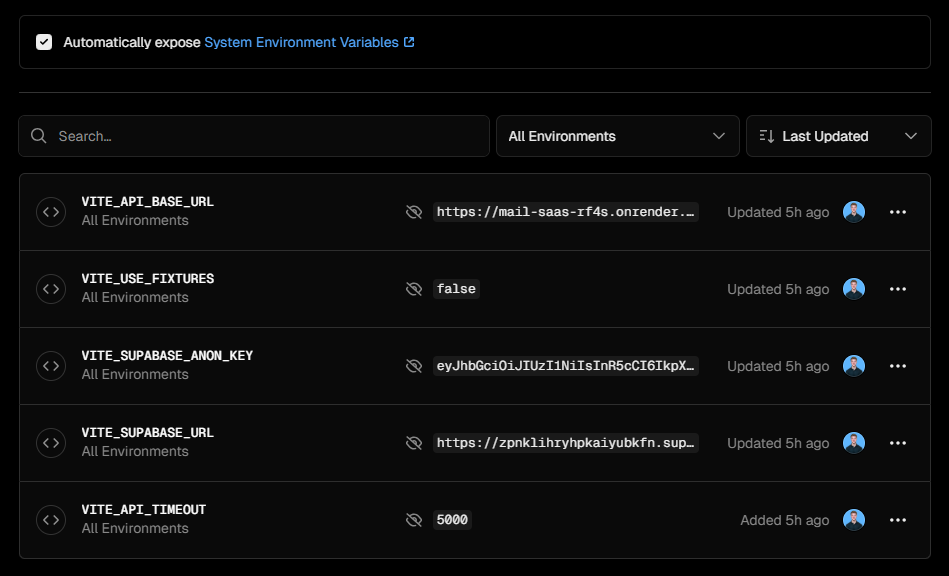 Automatically expose System Environment Variables
Search...
All Environments
Last Updated
VITE_API_BASE_URL
All Environments
https://mail-saas-rf4s.onrender.…
Updated 5h ago
VITE_USE_FIXTURES
All Environments
false
Updated 5h ago
VITE_SUPABASE_ANON_KEY
All Environments
eyJhbGciOiJIUzI1NiIsInR5cCI6IkpX…
Updated 5h ago
VITE_SUPABASE_URL
All Environments
https://zpnklihryhpkaiyubkfn.sup…
Updated 5h ago
VITE_API_TIMEOUT
All Environments
5000
Added 5h ago